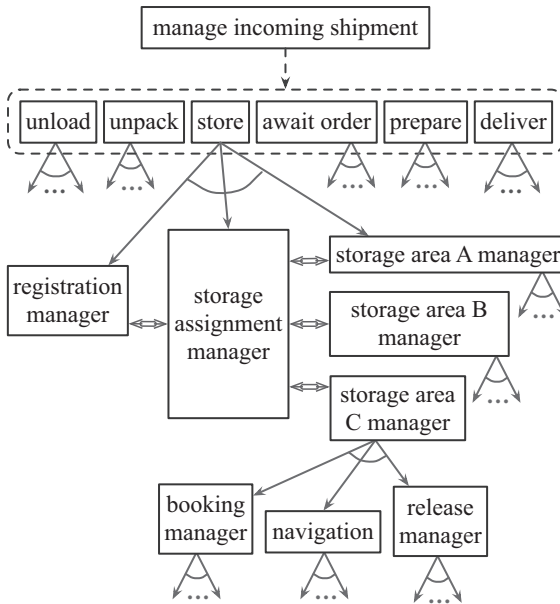 manage incoming shipment
unload unpack store await order prepare deliver
... ... ... ... ...
registration
manager
storage
assignment
manager
storage area A manager
...
storage area B
manager
...
storage area
C manager
booking
manager
navigation
release
manager
... ... ...